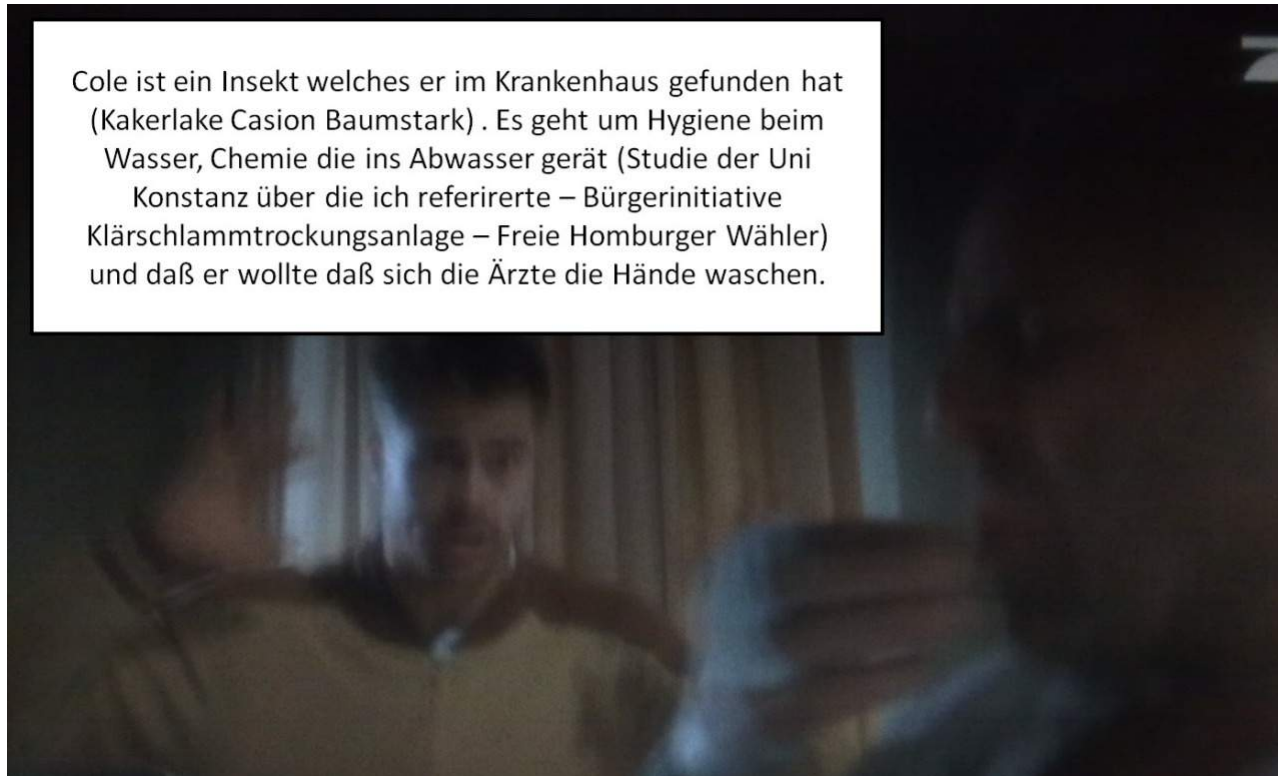 Cole ist ein Insekt welches er im Krankenhaus gefunden hat
(Kakerlake Casion Baumstark) . Es geht um Hygiene beim
Wasser, Chemie die ins Abwasser gerät (Studie der Uni
Konstanz über die ich referirerte – Bürgerinitiative
Klärschlammtrockungsanlage – Freie Homburger Wähler)
und daß er wollte daß sich die Ärzte die Hände waschen.